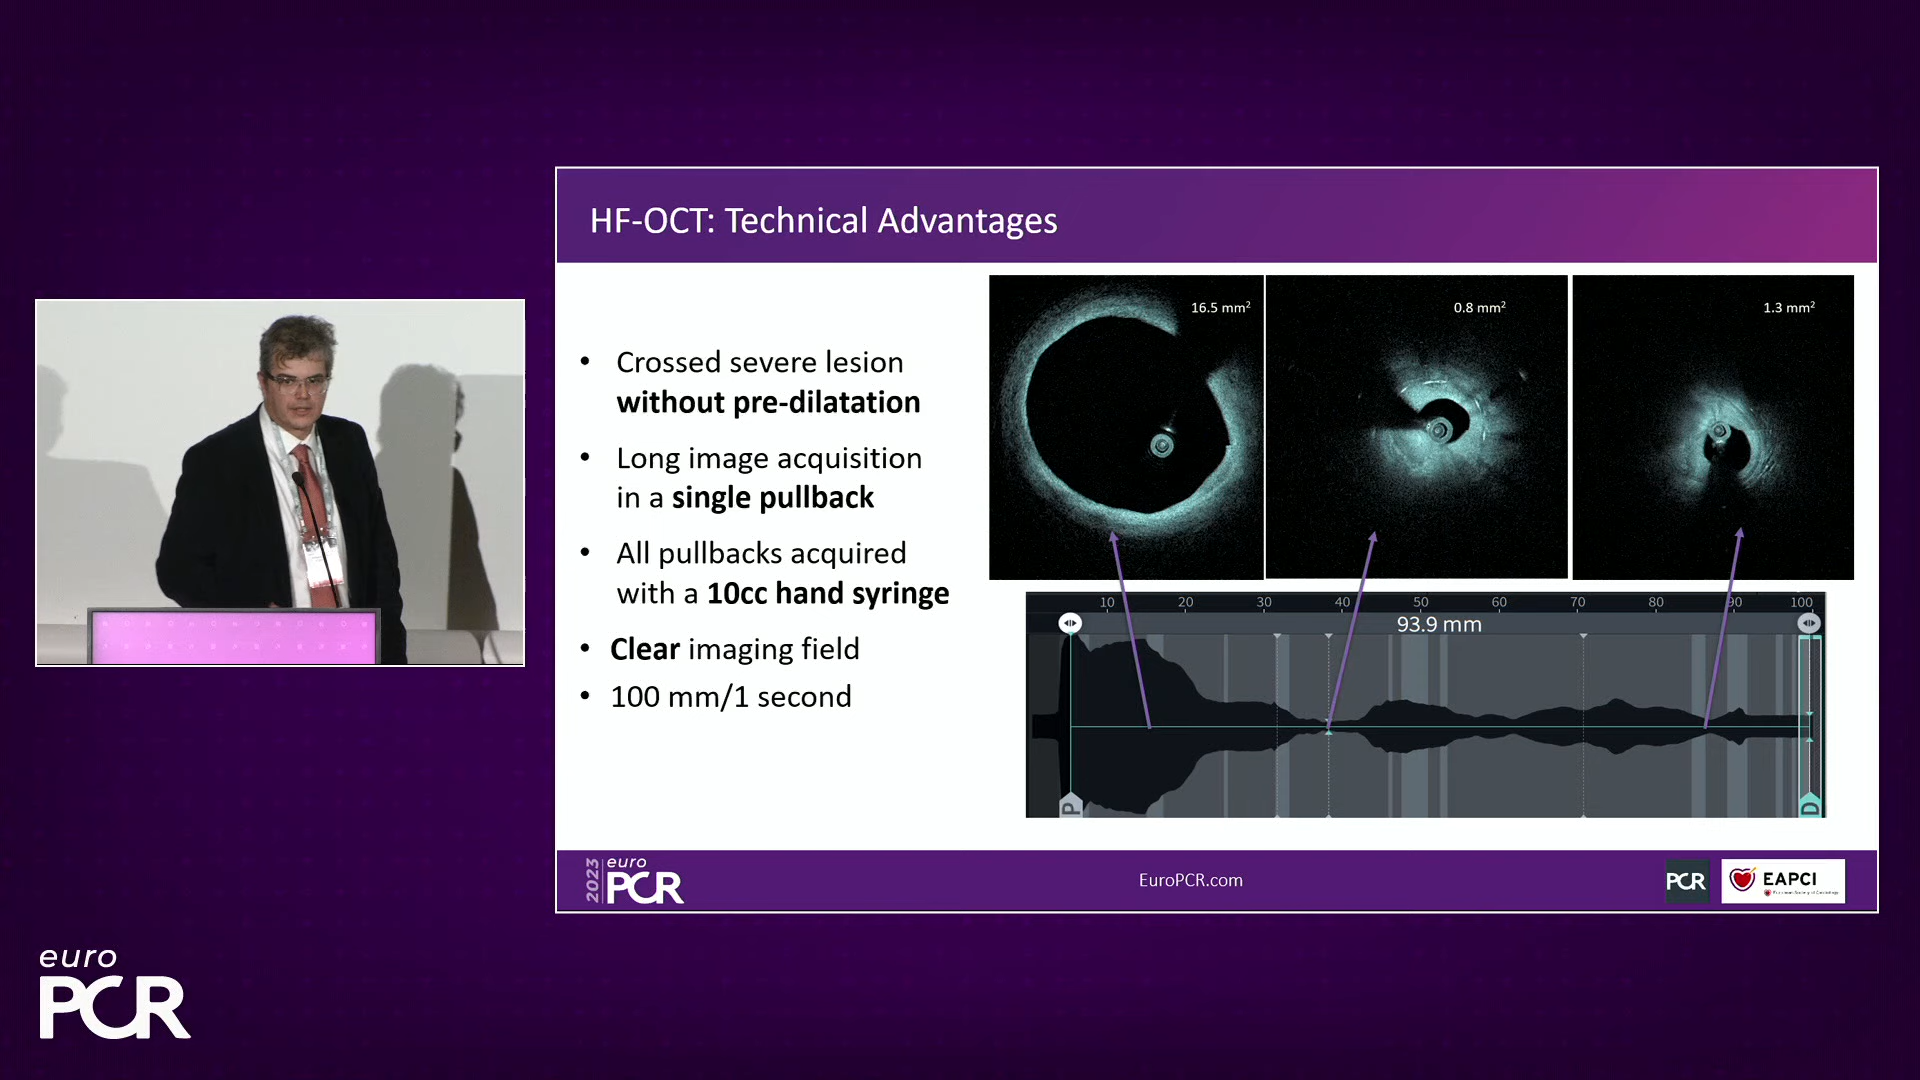 HF-OCT: Technical Advantages
• Crossed severe lesion
without pre-dilatation
• Long image acquisition
in a single pullback
• All pullbacks acquired
with a 10cc hand syringe
• Clear imaging field
• 100 mm/1 second
16.5 mm²
0.8 mm²
1.3 mm²
10 20 30 40 50 60 70 80 90 100
93.9 mm
P
D
2023 euro PCR
EuroPCR.com
PCR
EAPCI
euro
PCR